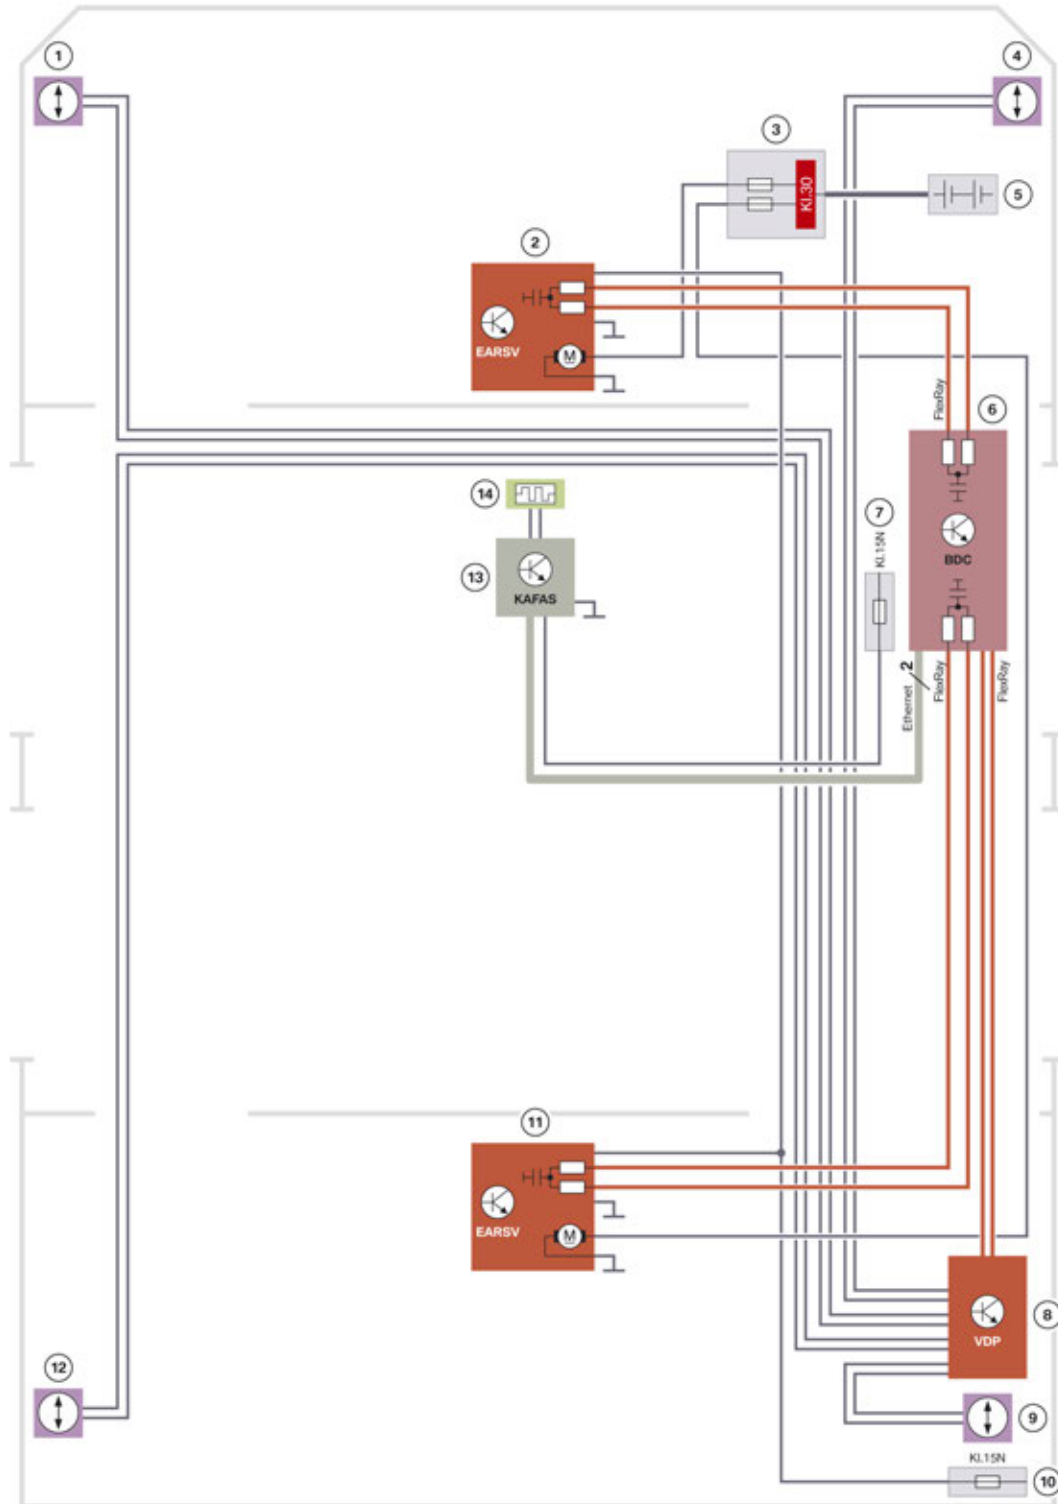 1
4
3
Kl.30
5
2
EARSV
M
FlexRay
6
14
7
Kl.15N
BDC
13
KAFAS
2
Ethernet
FlexRay
FlexRay
11
EARSV
M
8
VDP
12
9
Kl.15N
10